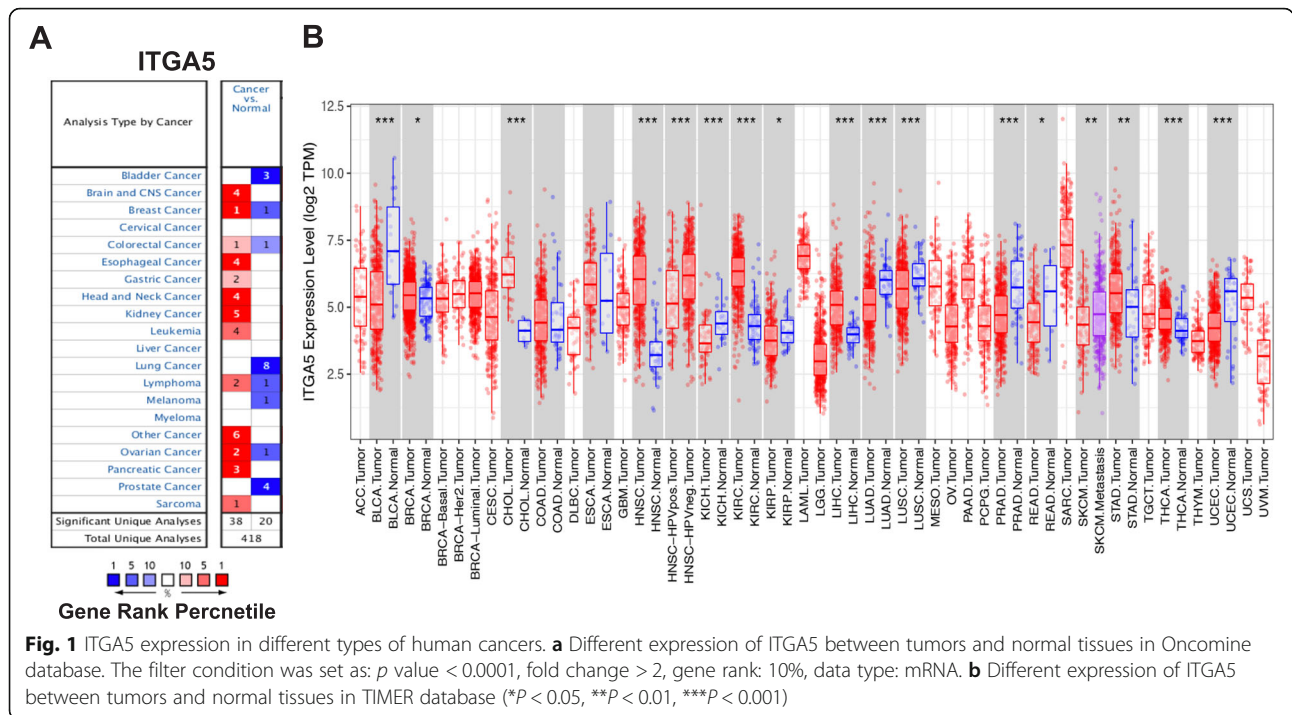 A
ITGA5
Analysis Type by Cancer
Cancer
vs.
Normal
Bladder Cancer 3
Brain and CNS Cancer 4
Breast Cancer 1 1
Cervical Cancer
Colorectal Cancer 1 1
Esophageal Cancer 4
Gastric Cancer 2
Head and Neck Cancer 4
Kidney Cancer 5
Leukemia 4
Liver Cancer
Lung Cancer 8
Lymphoma 2 1
Melanoma 1
Myeloma
Other Cancer 6
Ovarian Cancer 2 1
Pancreatic Cancer 3
Prostate Cancer 4
Sarcoma 1
Significant Unique Analyses 38 20
Total Unique Analyses 418
1 5 10 10 5 1
%
Gene Rank Percnetile
B
ITGA5 Expression Level (log2 TPM)
12.5
10.0
7.5
5.0
2.5
*** * *** *** *** *** *** * *** *** *** *** * ** ** *** ***
ACC.Tumor
BLCA.Tumor
BLCA.Normal
BRCA.Tumor
BRCA.Normal
BRCA-Basal.Tumor
BRCA-Her2.Tumor
BRCA-Luminal.Tumor
CESC.Tumor
CHOL.Tumor
CHOL.Normal
COAD.Tumor
COAD.Normal
DLBC.Tumor
ESCA.Tumor
ESCA.Normal
GBM.Tumor
HNSC.Tumor
HNSC.Normal
HNSC-HPVpos.Tumor
HNSC-HPVneg.Tumor
KICH.Tumor
KICH.Normal
KIRC.Tumor
KIRC.Normal
KIRP.Tumor
KIRP.Normal
LAML.Tumor
LGG.Tumor
LIHC.Tumor
LIHC.Normal
LUAD.Tumor
LUAD.Normal
LUSC.Tumor
LUSC.Normal
MESO.Tumor
OV.Tumor
PAAD.Tumor
PCPG.Tumor
PRAD.Tumor
PRAD.Normal
READ.Tumor
READ.Normal
SARC.Tumor
SKCM.Tumor
SKCM.Metastasis
STAD.Tumor
STAD.Normal
TGCT.Tumor
THCA.Tumor
THCA.Normal
THYM.Tumor
UCEC.Tumor
UCEC.Normal
UCS.Tumor
UVM.Tumor
Fig. 1 ITGA5 expression in different types of human cancers. a Different expression of ITGA5 between tumors and normal tissues in Oncomine
database. The filter condition was set as: p value < 0.0001, fold change > 2, gene rank: 10%, data type: mRNA. b Different expression of ITGA5
between tumors and normal tissues in TIMER database (*P < 0.05, **P < 0.01, ***P < 0.001)